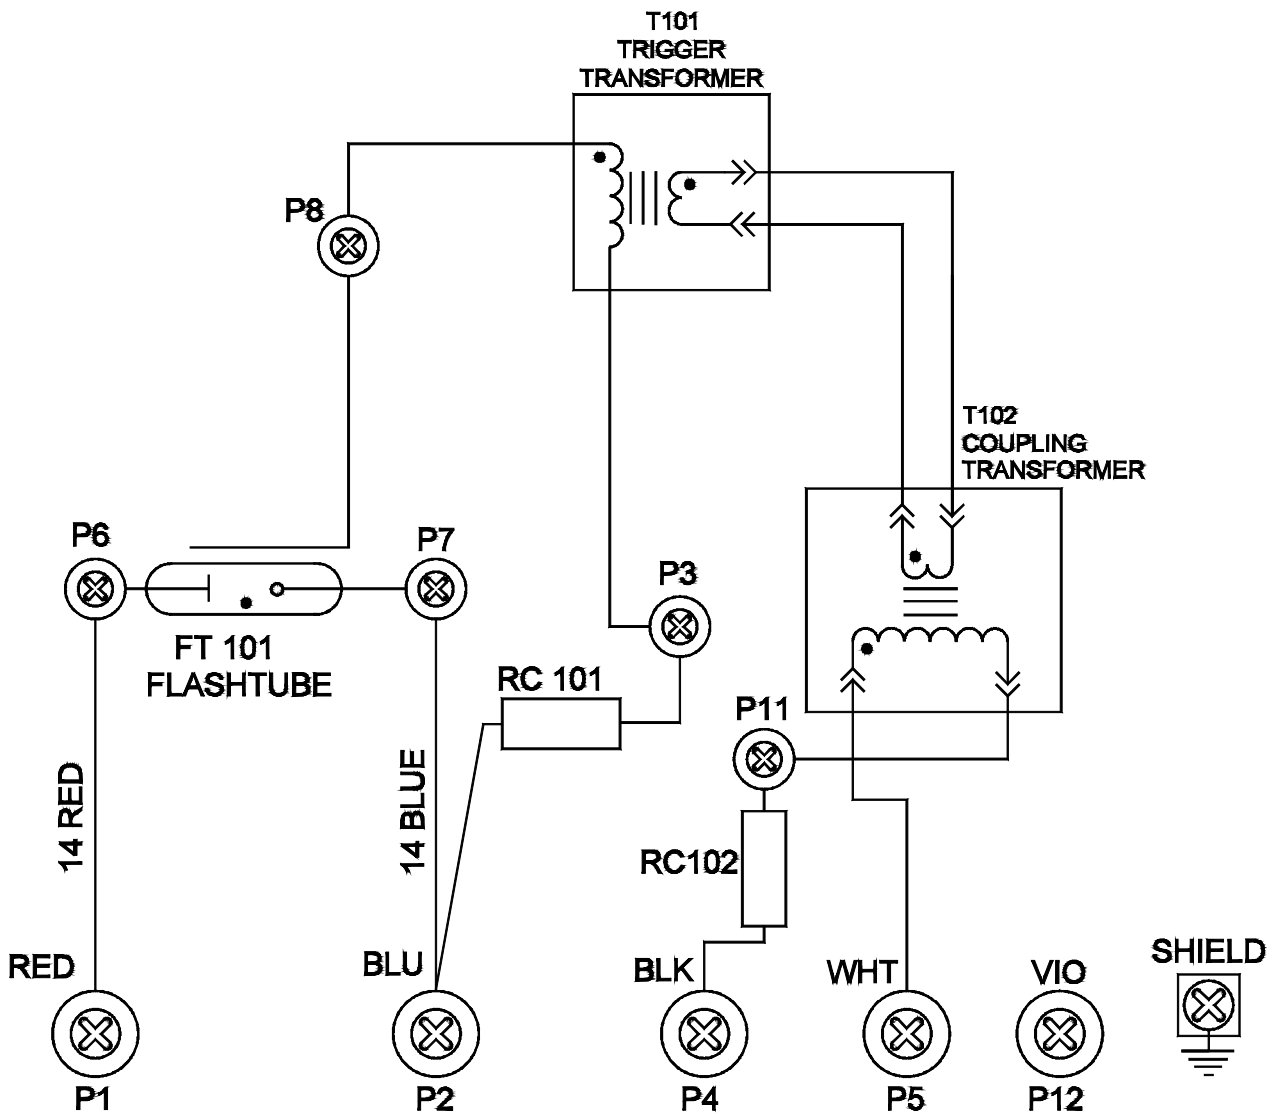 T101
TRIGGER
TRANSFORMER
P8
T102
COUPLING
TRANSFORMER
P6
P7
P3
FT 101
FLASHTUBE
RC 101
P11
14 RED
14 BLUE
RC102
RED
BLU
BLK
WHT
VIO
SHIELD
P1
P2
P4
P5
P12